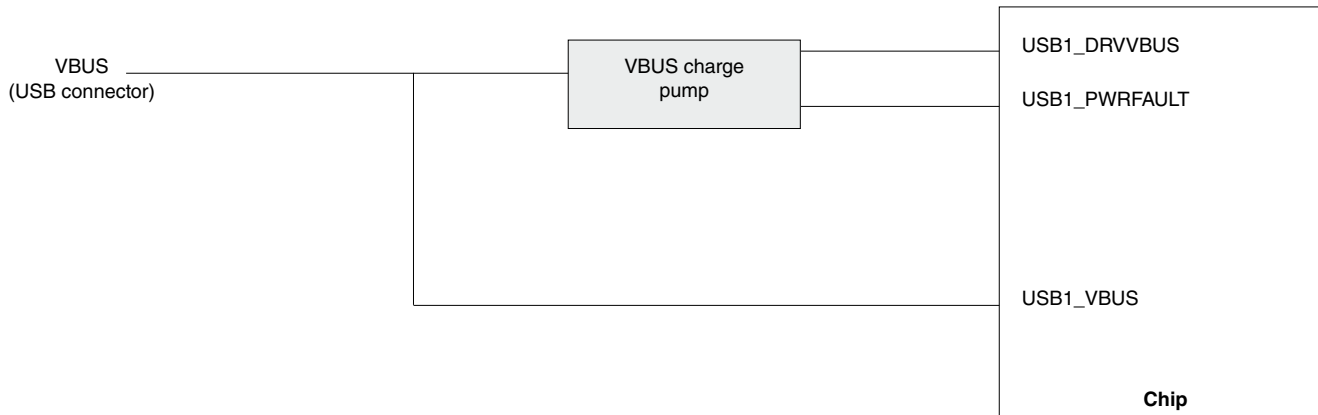 VBUS
(USB connector)
VBUS charge
pump
USB1_DRVVBUS
USB1_PWRFAULT
USB1_VBUS
Chip